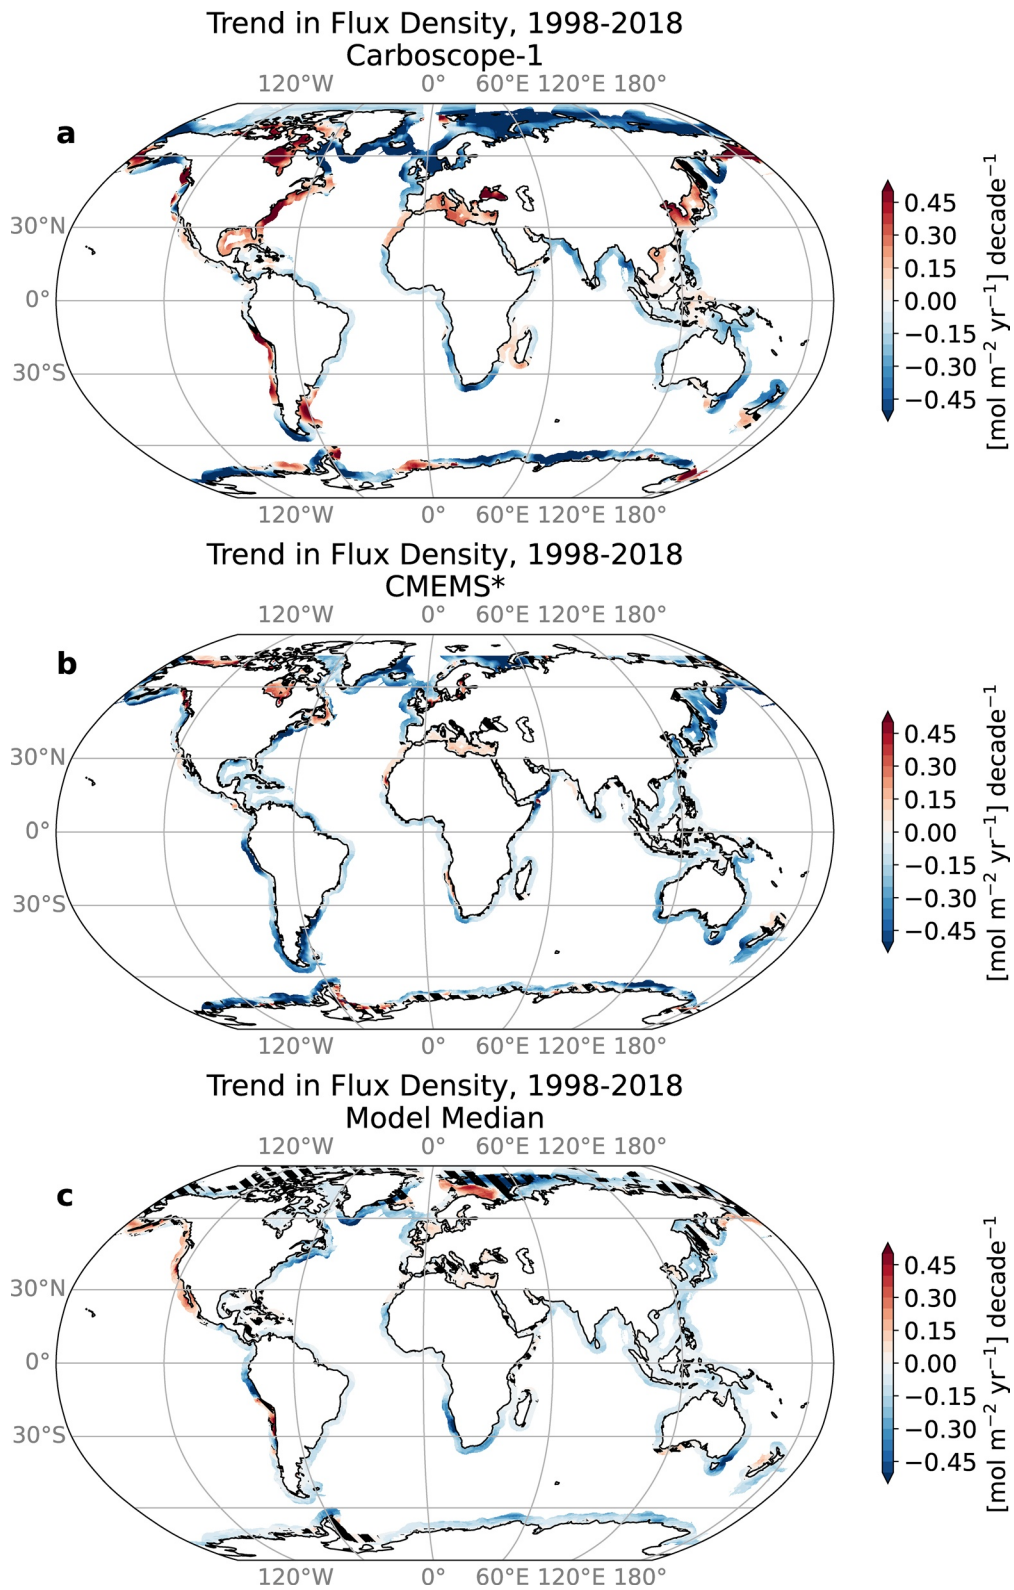 Trend in Flux Density, 1998-2018
Carboscope-1
120°W 0° 60°E 120°E 180°
a
30°N
0°
30°S
120°W 0° 60°E 120°E 180°
0.45
0.30
0.15
0.00
−0.15
−0.30
−0.45
[mol m⁻² yr⁻¹] decade⁻¹
Trend in Flux Density, 1998-2018
CMEMS*
120°W 0° 60°E 120°E 180°
b
30°N
0°
30°S
120°W 0° 60°E 120°E 180°
0.45
0.30
0.15
0.00
−0.15
−0.30
−0.45
[mol m⁻² yr⁻¹] decade⁻¹
Trend in Flux Density, 1998-2018
Model Median
120°W 0° 60°E 120°E 180°
c
30°N
0°
30°S
120°W 0° 60°E 120°E 180°
0.45
0.30
0.15
0.00
−0.15
−0.30
−0.45
[mol m⁻² yr⁻¹] decade⁻¹